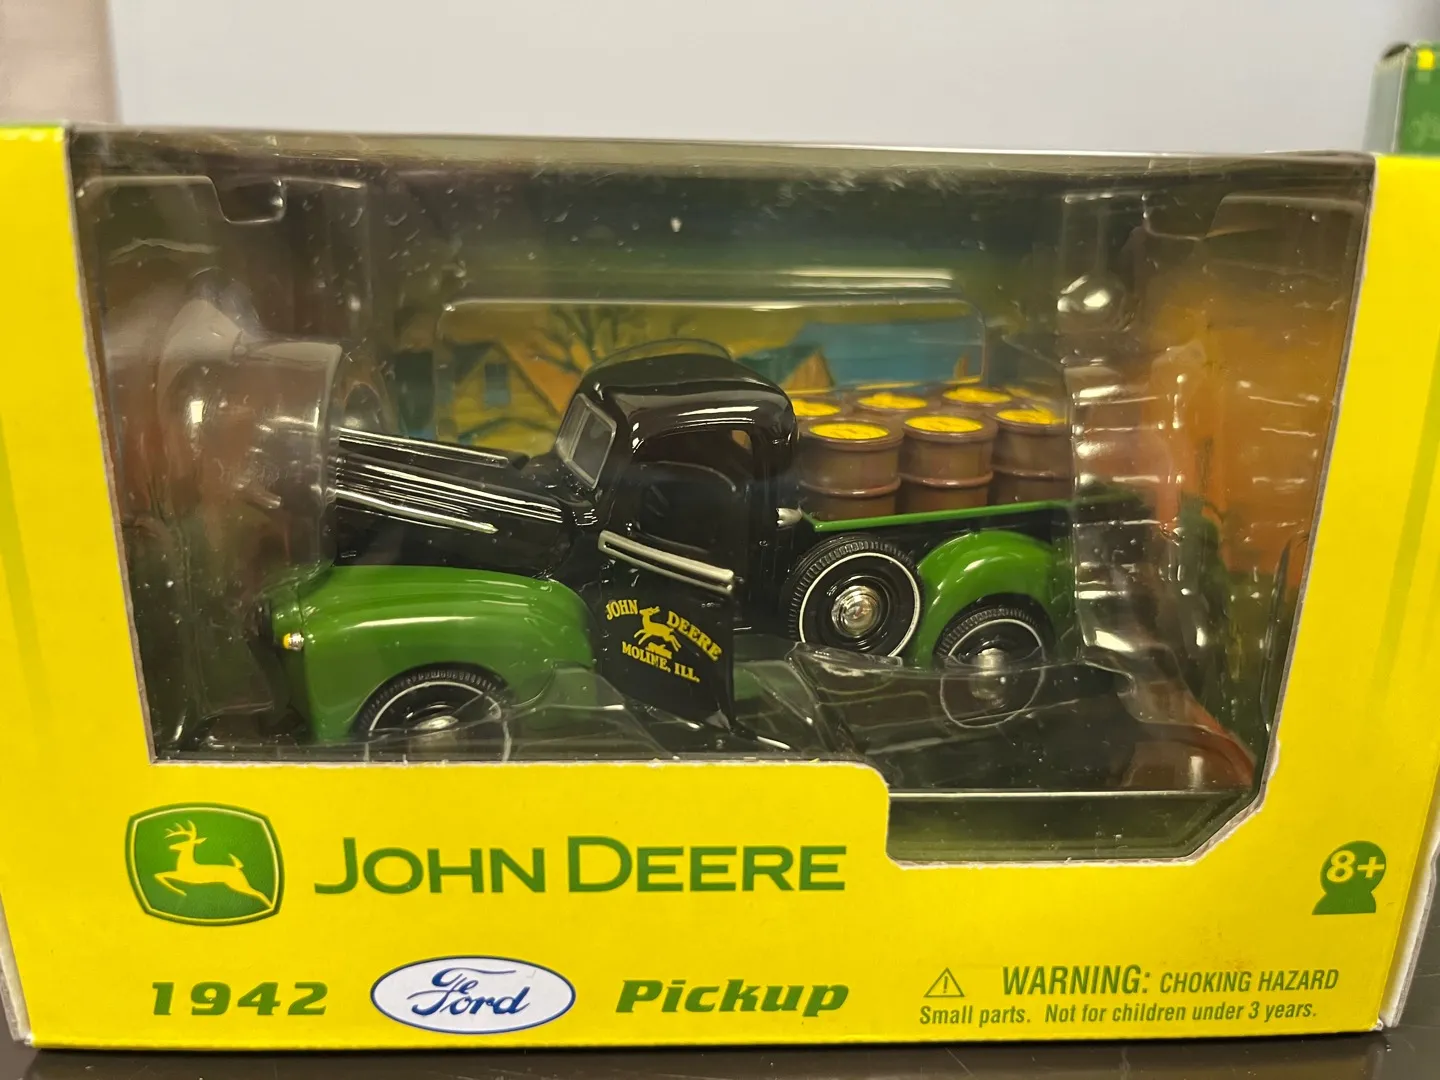 JOHN DEERE
MOLINE, ILL.
JOHN DEERE
1942 Ford Pickup
8+
WARNING: CHOKING HAZARD
Small parts. Not for children under 3 years.